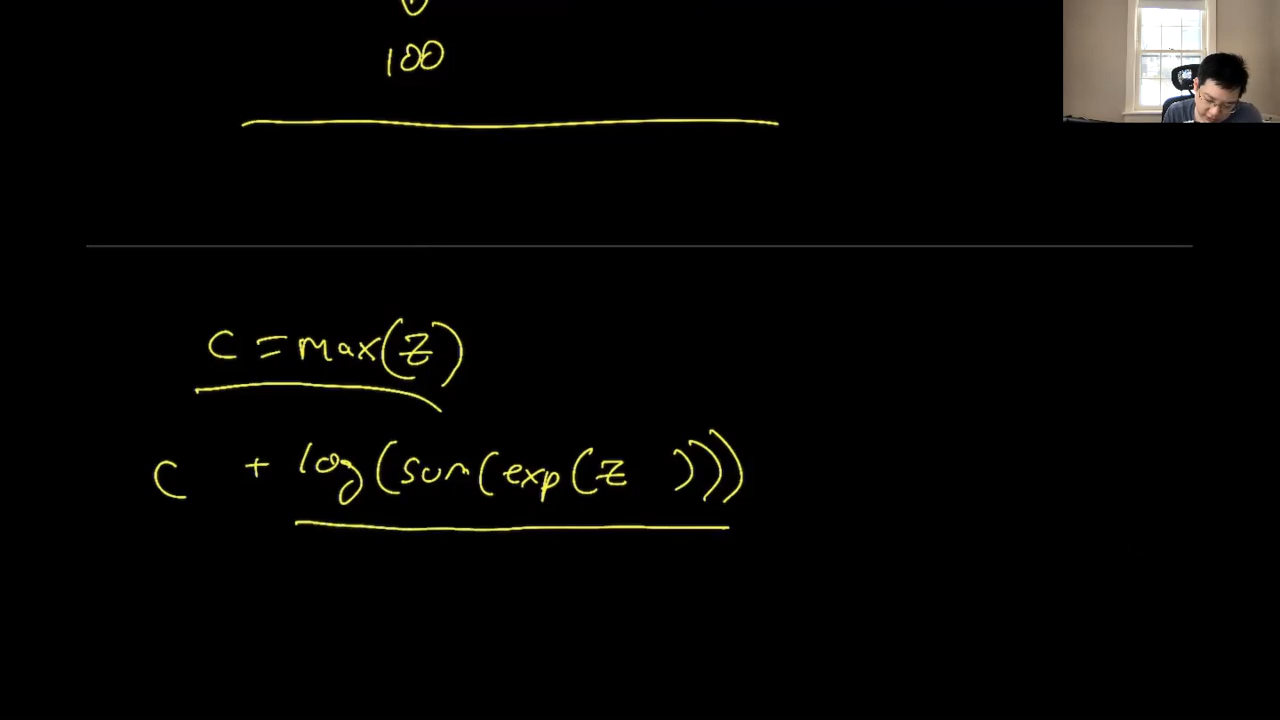 100
c = max(z)
c + log(sum(exp(z )))